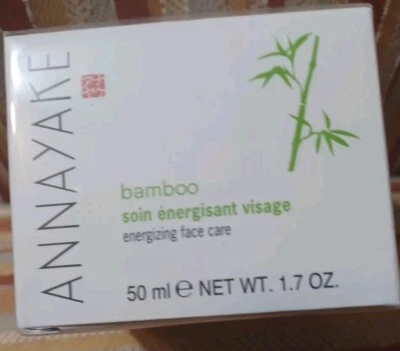 ANNAYAKE
bamboo
soin énergisant visage
energizing face care
50 ml e NET WT. 1.7 OZ.